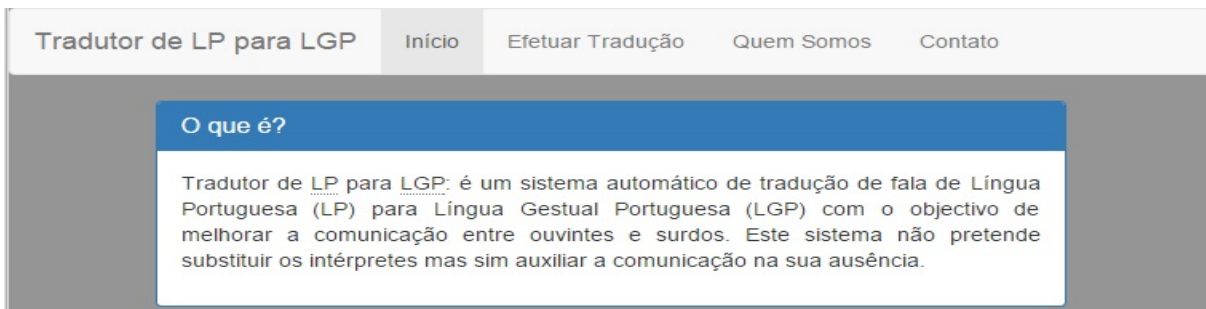 Tradutor de LP para LGP Início Efetuar Tradução Quem Somos Contato
O que é?
Tradutor de LP para LGP: é um sistema automático de tradução de fala de Língua
Portuguesa (LP) para Língua Gestual Portuguesa (LGP) com o objectivo de
melhorar a comunicação entre ouvintes e surdos. Este sistema não pretende
substituir os intérpretes mas sim auxiliar a comunicação na sua ausência.